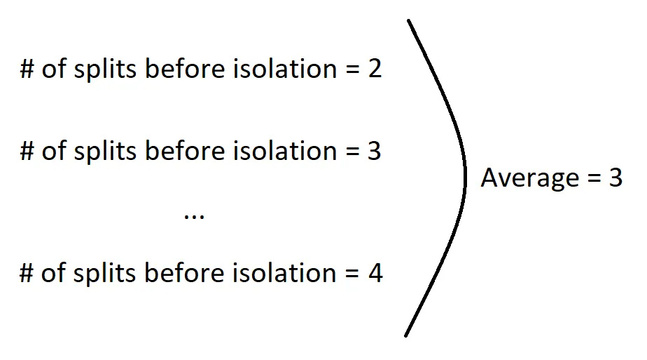 # of splits before isolation = 2
# of splits before isolation = 3
Average = 3
...
# of splits before isolation = 4